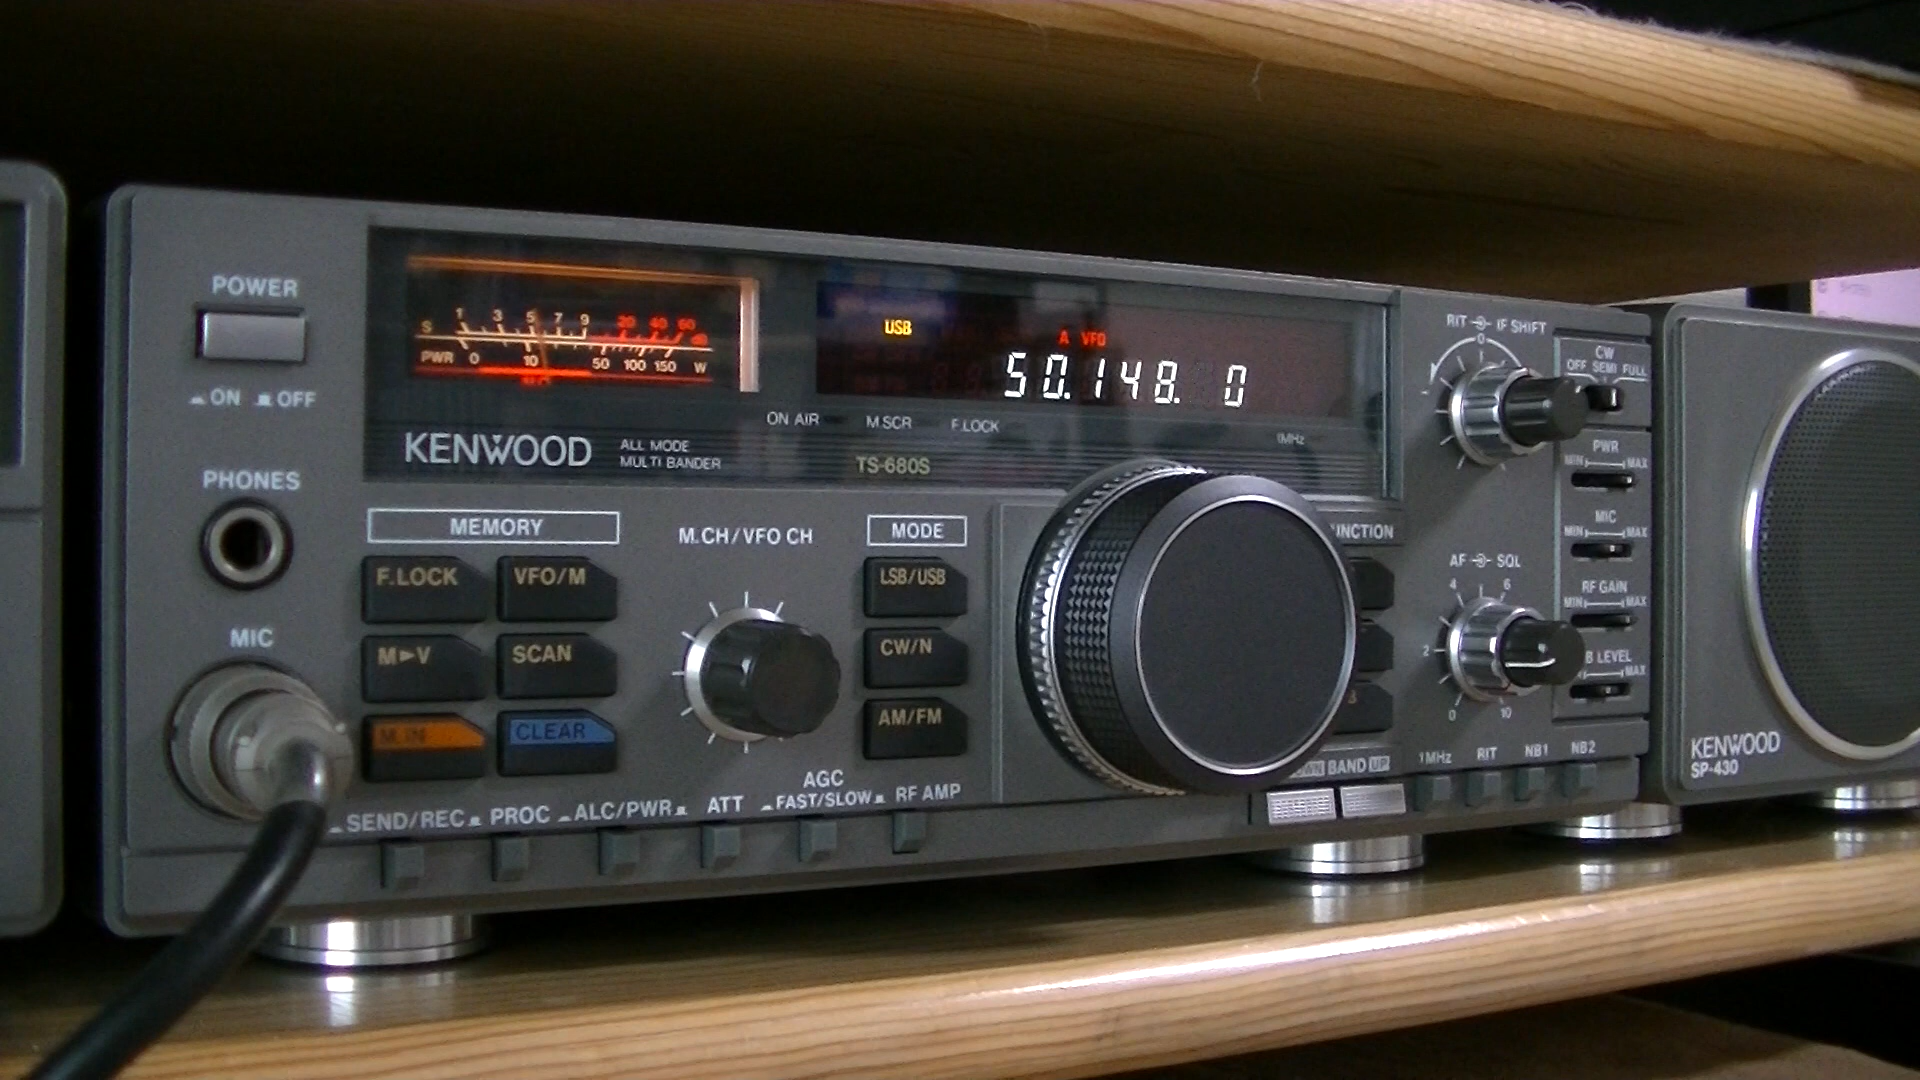 POWER
ON OFF
PHONES
MIC
S 1 3 5 7 9 20 40 60 dB
PWR 0 10 50 100 150 W
KENWOOD
ALL MODE
MULTI BANDER
USB
A VFO
50.148. 0
ON AIR M.SCR F.LOCK 1MHz
TS-680S
MEMORY
F.LOCK VFO/M
M►V SCAN
M.IN CLEAR
M.CH/VFO CH
MODE
LSB/USB
CW/N
AM/FM
SEND/REC PROC ALC/PWR ATT
AGC
FAST/SLOW
RF AMP
UNCTION
BAND UP
1MHz RIT NB1 NB2
RIT IF SHIFT
0
AF SQL
4 6
2
0 10
CW
OFF SEMI FULL
PWR
MIN MAX
MIC
MIN MAX
RF GAIN
MIN MAX
B LEVEL
MAX
KENWOOD
SP-430